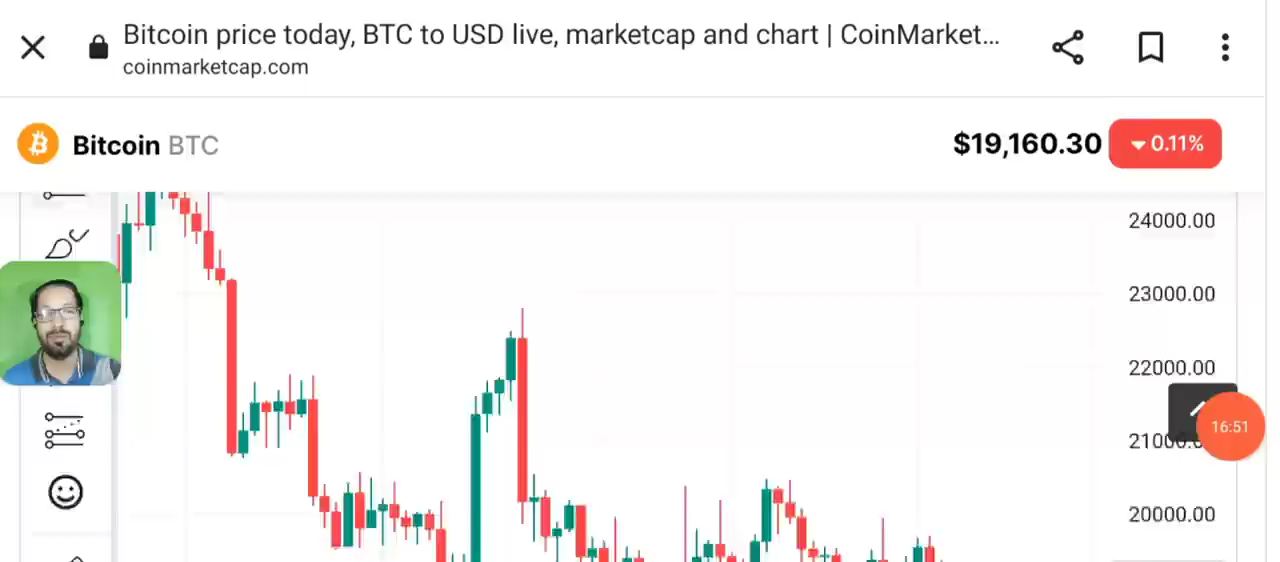 Bitcoin price today, BTC to USD live, marketcap and chart | CoinMarket...
coinmarketcap.com
Bitcoin BTC
$19,160.30
0.11%
24000.00
23000.00
22000.00
16:51
20000.00